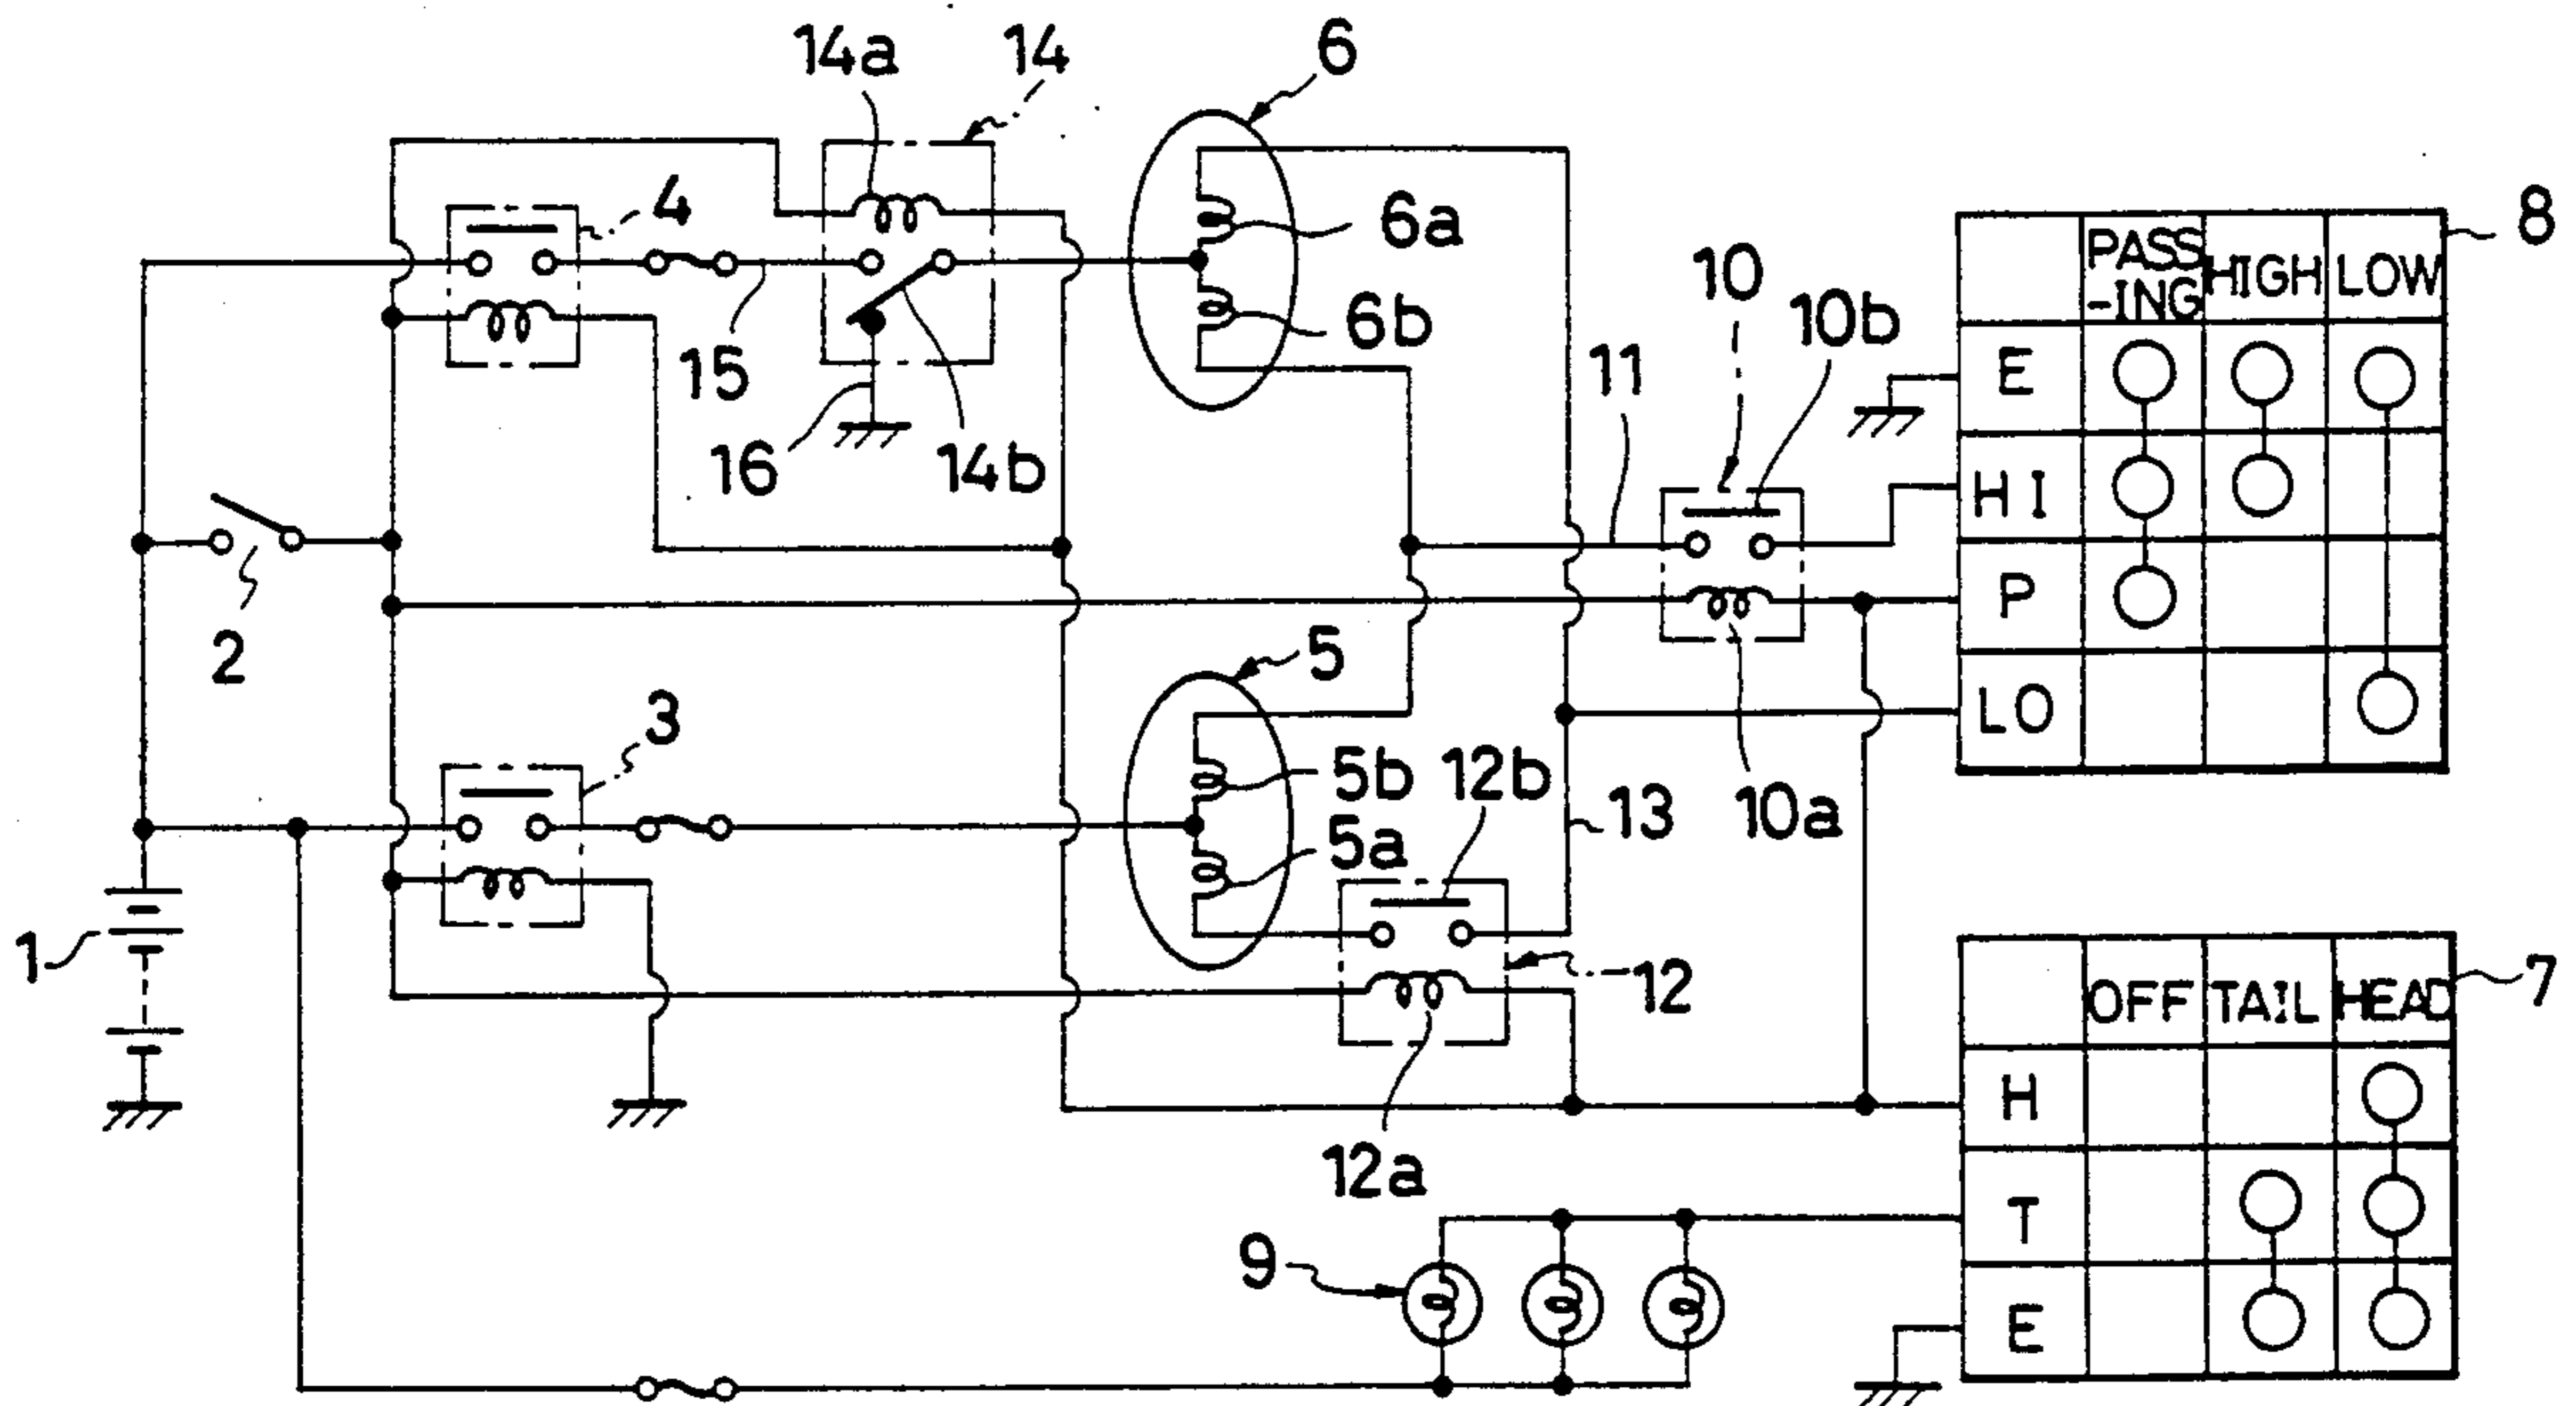 14a
14
6
4
6a
6b
15
16
14b
10
10b
11
8
PASS HIGH LOW
-ING
E
HI
P
LO
2
5
3
5b
12b
5a
13
10a
1
12
12a
7
OFF TAIL HEAD
H
T
E
9